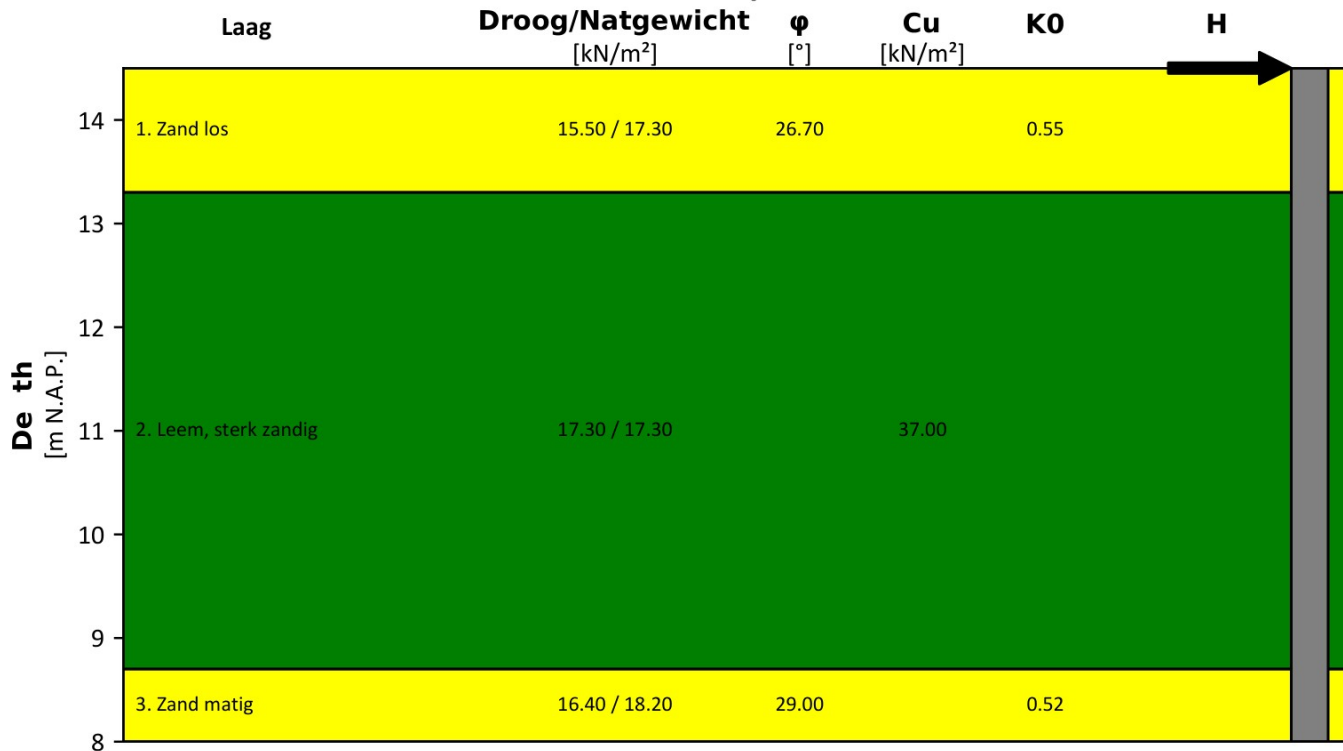 Laag Droog/Natgewicht φ Cu K0 H
[kN/m²] [°] [kN/m²]
14 1. Zand los 15.50 / 17.30 26.70 0.55
13
12
De th
[m N.A.P.]
11 2. Leem, sterk zandig 17.30 / 17.30 37.00
10
9
3. Zand matig 16.40 / 18.20 29.00 0.52
8